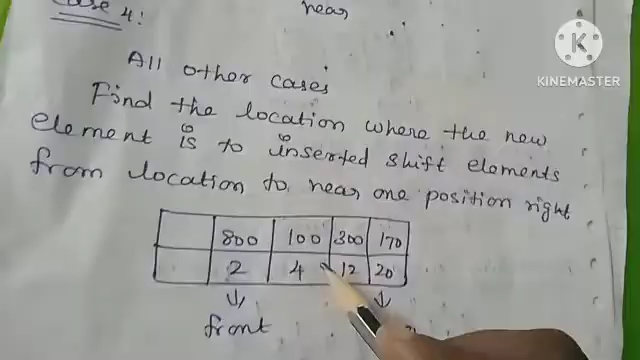 Case 4:
near
All other cases
Find the location where the new
element is to inserted shift elements
from location to near one position right
800 100 300 170
2 4 12 20
front
KINEMASTER